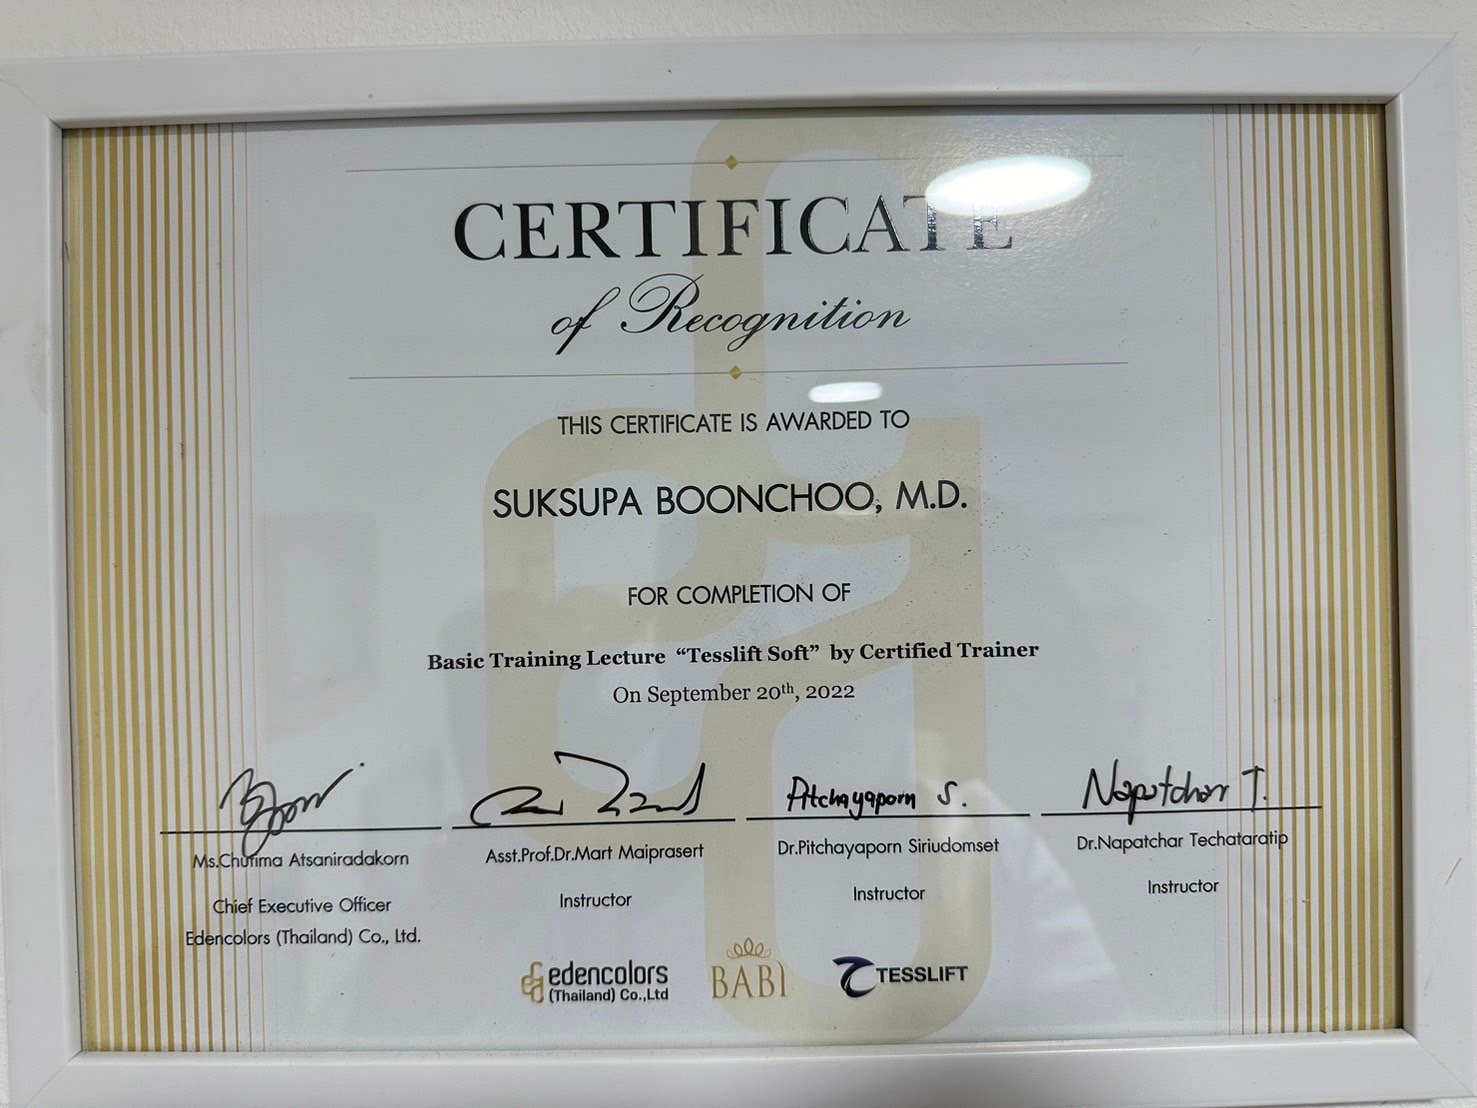 CERTIFICATE
of Recognition
THIS CERTIFICATE IS AWARDED TO
SUKSUPA BOONCHOO, M.D.
FOR COMPLETION OF
Basic Training Lecture “Tesslift Soft” by Certified Trainer
On September 20th, 2022
Pitchayaporn S.
Napatchar T.
Ms.Chutima Atsaniradakorn
Asst.Prof.Dr.Mart Maiprasert
Dr.Pitchayaporn Siriudomset
Dr.Napatchar Techataratip
Chief Executive Officer
Instructor
Instructor
Instructor
Edencolors (Thailand) Co., Ltd.
edencolors
(Thailand) Co.,Ltd
BABI
TESSLIFT